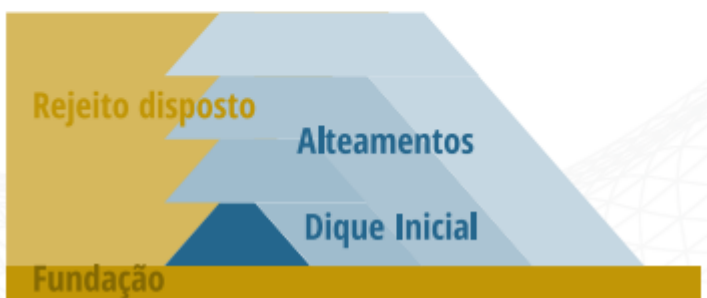 Rejeito disposto
Alteamentos
Dique Inicial
Fundação